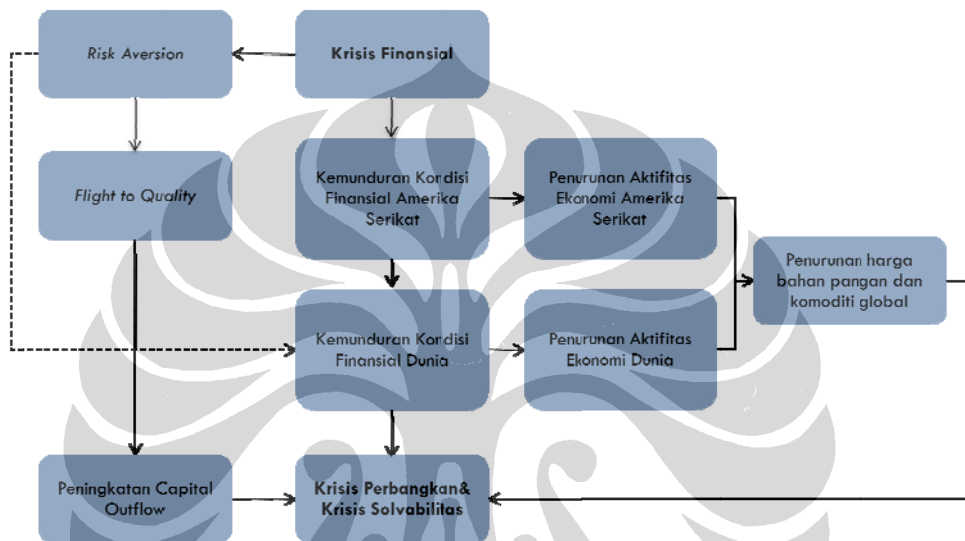 Risk Aversion
Krisis Finansial
Flight to Quality
Kemunduran Kondisi
Finansial Amerika
Serikat
Penurunan Aktifitas
Ekonomi Amerika
Serikat
Penurunan harga
bahan pangan dan
komoditi global
Kemunduran Kondisi
Finansial Dunia
Penurunan Aktifitas
Ekonomi Dunia
Peningkatan Capital
Outflow
Krisis Perbangkan&
Krisis Solvabilitas